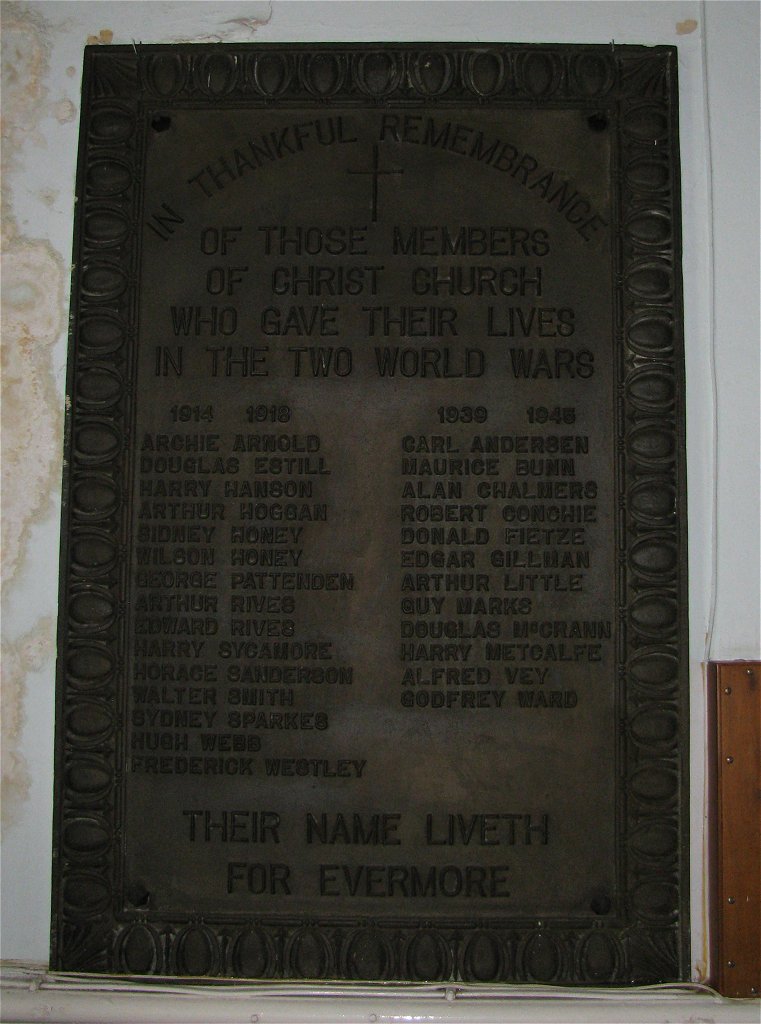 IN THANKFUL REMEMBRANCE
OF THOSE MEMBERS
OF CHRIST CHURCH
WHO GAVE THEIR LIVES
IN THE TWO WORLD WARS
1914 1918
ARCHIE ARNOLD
DOUGLAS ESTILL
HARRY HANSON
ARTHUR HOGGAN
SIDNEY HONEY
WILSON HONEY
GEORGE PATTENDEN
ARTHUR RIVES
EDWARD RIVES
HARRY SYCAMORE
HORACE SANDERSON
WALTER SMITH
SYDNEY SPARKES
HUGH WEBB
FREDERICK WESTLEY
1939 1945
CARL ANDERSEN
MAURICE BUNN
ALAN CHALMERS
ROBERT CONCHIE
DONALD FIETZE
EDGAR GILLMAN
ARTHUR LITTLE
GUY MARKS
DOUGLAS McCRANN
HARRY METCALFE
ALFRED VEY
GODFREY WARD
THEIR NAME LIVETH
FOR EVERMORE